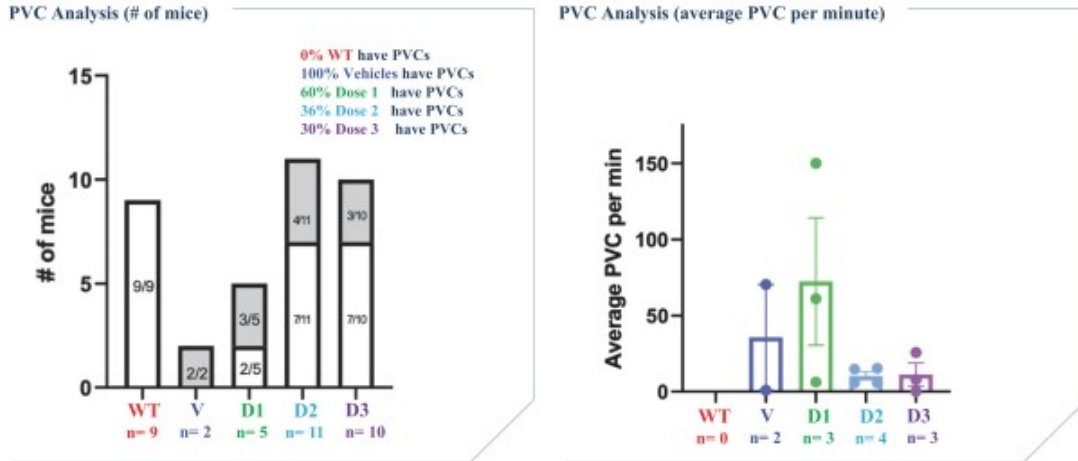 PVC Analysis (# of mice)
0% WT have PVCs
100% Vehicles have PVCs
60% Dose 1 have PVCs
36% Dose 2 have PVCs
30% Dose 3 have PVCs
# of mice
15
10
5
0
9/9
2/2
3/5
2/5
4/11
7/11
3/10
7/10
WT V D1 D2 D3
n= 9 n= 2 n= 5 n= 11 n= 10
PVC Analysis (average PVC per minute)
Average PVC per min
150
100
50
0
WT V D1 D2 D3
n= 0 n= 2 n= 3 n= 4 n= 3